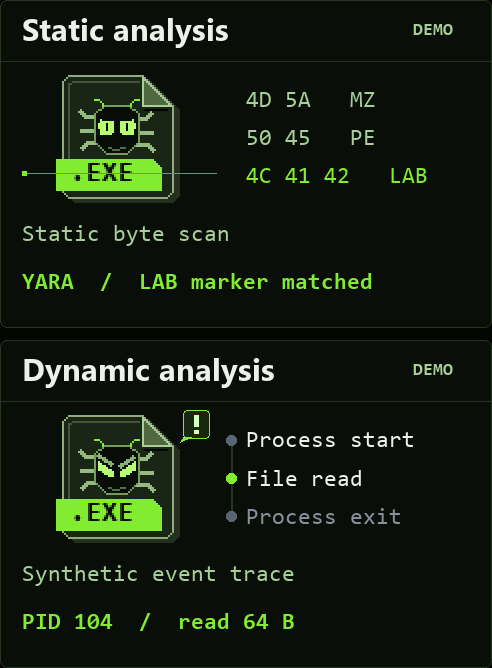 Static analysis DEMO
.EXE
4D 5A MZ
50 45 PE
4C 41 42 LAB
Static byte scan
YARA / LAB marker matched
Dynamic analysis DEMO
!
.EXE
Process start
File read
Process exit
Synthetic event trace
PID 104 / read 64 B